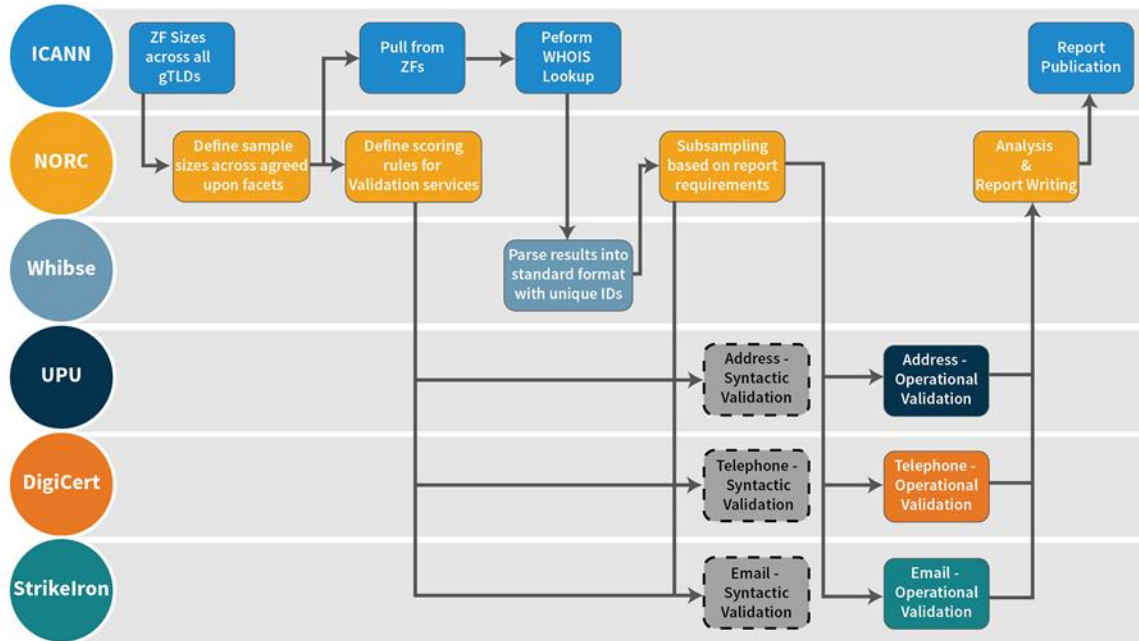 ICANN
ZF Sizes
across all
gTLDs
Pull from
ZFs
Peform
WHOIS
Lookup
Report
Publication
NORC
Define sample
sizes across agreed
upon facets
Define scoring
rules for
Validation services
Subsampling
based on report
requirements
Analysis
&
Report Writing
Whibse
Parse results into
standard format
with unique IDs
UPU
Address -
Syntactic
Validation
Address -
Operational
Validation
DigiCert
Telephone -
Syntactic
Validation
Telephone -
Operational
Validation
StrikeIron
Email -
Syntactic
Validation
Email -
Operational
Validation